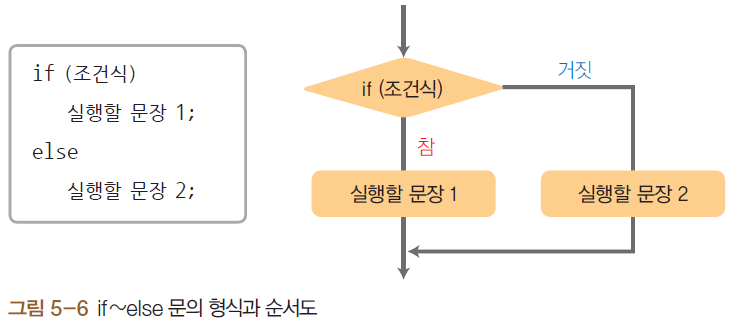 if (조건식)
실행할 문장 1;
else
실행할 문장 2;
if (조건식)
거짓
참
실행할 문장 1
실행할 문장 2
그림 5-6 if~else 문의 형식과 순서도